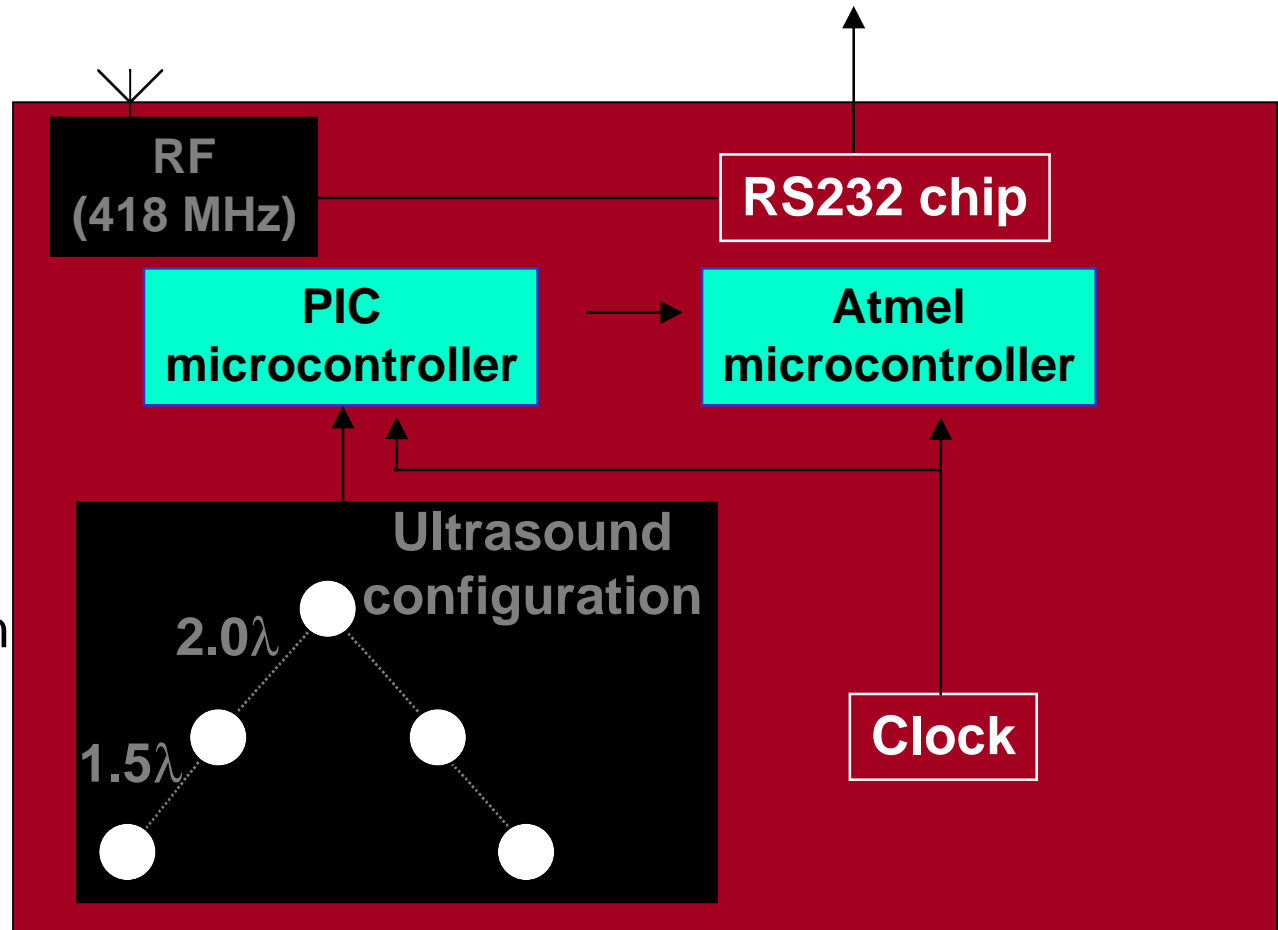 RF
(418 MHz)
RS232 chip
PIC
microcontroller
Atmel
microcontroller
Ultrasound
configuration
2.0λ
1.5λ
Clock